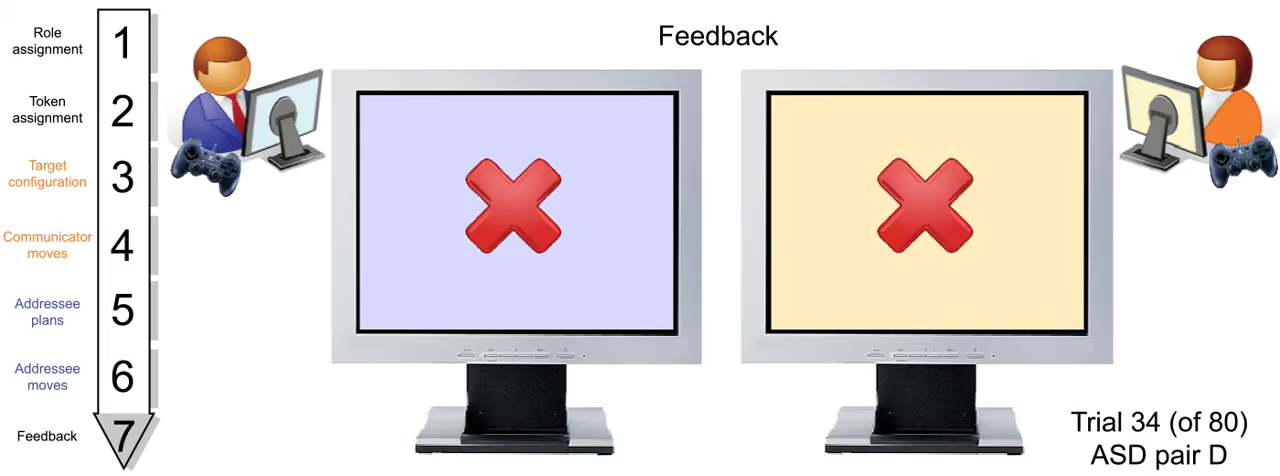 Feedback
Role
assignment
1
Token
assignment
2
Target
configuration
3
Communicator
moves
4
Addressee
plans
5
Addressee
moves
6
Feedback
7
Trial 34 (of 80)
ASD pair D